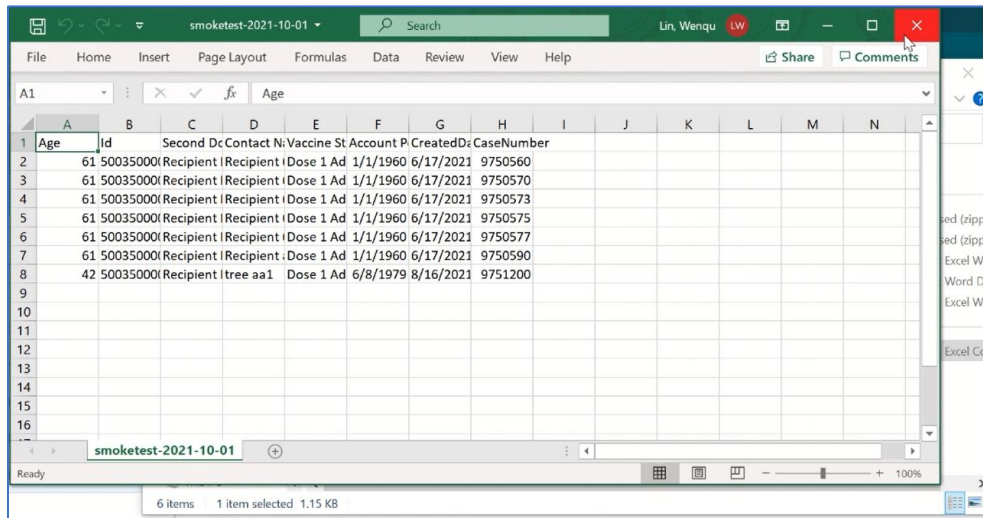 smoketest-2021-10-01 Search Lin, Wenqu LW
File Home Insert Page Layout Formulas Data Review View Help Share Comments
A1 fx Age
A B C D E F G H I J K L M N
1 Age Id Second Do Contact Na Vaccine St Account P CreatedDa CaseNumber
2 61 50035000 Recipient Recipient Dose 1 Ad 1/1/1960 6/17/2021 9750560
3 61 50035000 Recipient Recipient Dose 1 Ad 1/1/1960 6/17/2021 9750570
4 61 50035000 Recipient Recipient Dose 1 Ad 1/1/1960 6/17/2021 9750573
5 61 50035000 Recipient Recipient Dose 1 Ad 1/1/1960 6/17/2021 9750575
6 61 50035000 Recipient Recipient Dose 1 Ad 1/1/1960 6/17/2021 9750577
7 61 50035000 Recipient Recipient Dose 1 Ad 1/1/1960 6/17/2021 9750590
8 42 50035000 Recipient tree aa1 Dose 1 Ad 6/8/1979 8/16/2021 9751200
9
10
11
12
13
14
15
16
sed (zipp
sed (zipp
Excel W
Word D
Excel W
Excel Co
smoketest-2021-10-01
Ready 100%
6 items 1 item selected 1.15 KB